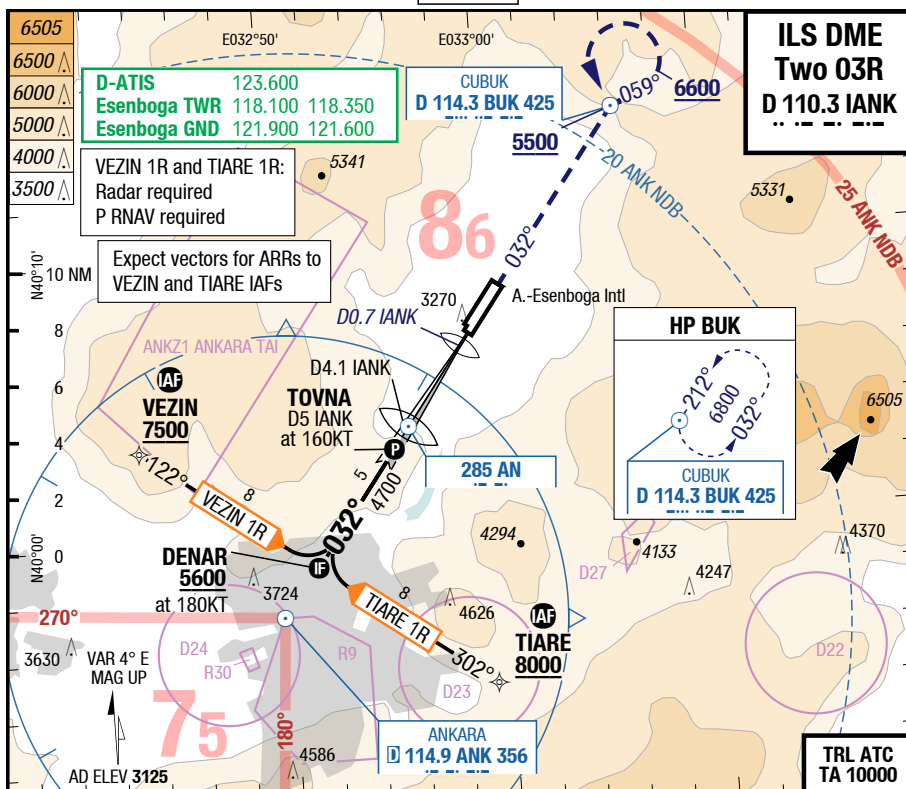 6505
6500
6000
5000
4000
3500
E032°50'
E033°00'
ILS DME
Two 03R
D 110.3 IANK
D-ATIS 123.600
Esenboga TWR 118.100 118.350
Esenboga GND 121.900 121.600
CUBUK
D 114.3 BUK 425
059°
6600
5500
VEZIN 1R and TIARE 1R:
Radar required
P RNAV required
5341
20 ANK NDB
5331
25 ANK NDB
86
032°
Expect vectors for ARRs to
VEZIN and TIARE IAFs
N40°10'
10 NM
8
6
4
2
0
N40°00'
3270
A.-Esenboga Intl
D0.7 IANK
HP BUK
212°
6800
032°
CUBUK
D 114.3 BUK 425
ANKZ1 ANKARA TAI
D4.1 IANK
IAF
VEZIN
7500
TOVNA
D5 IANK
at 160KT
P
6505
285 AN
122°
8
VEZIN 1R
5
4700
032°
4294
4133
4370
D27
4247
DENAR
5600
at 180KT
IF
3724
8
TIARE 1R
4626
IAF
TIARE
8000
302°
270°
3630
VAR 4° E
MAG UP
D24
R30
R9
D23
D22
75
180°
ANKARA
D 114.9 ANK 356
4586
AD ELEV 3125
TRL ATC
TA 10000